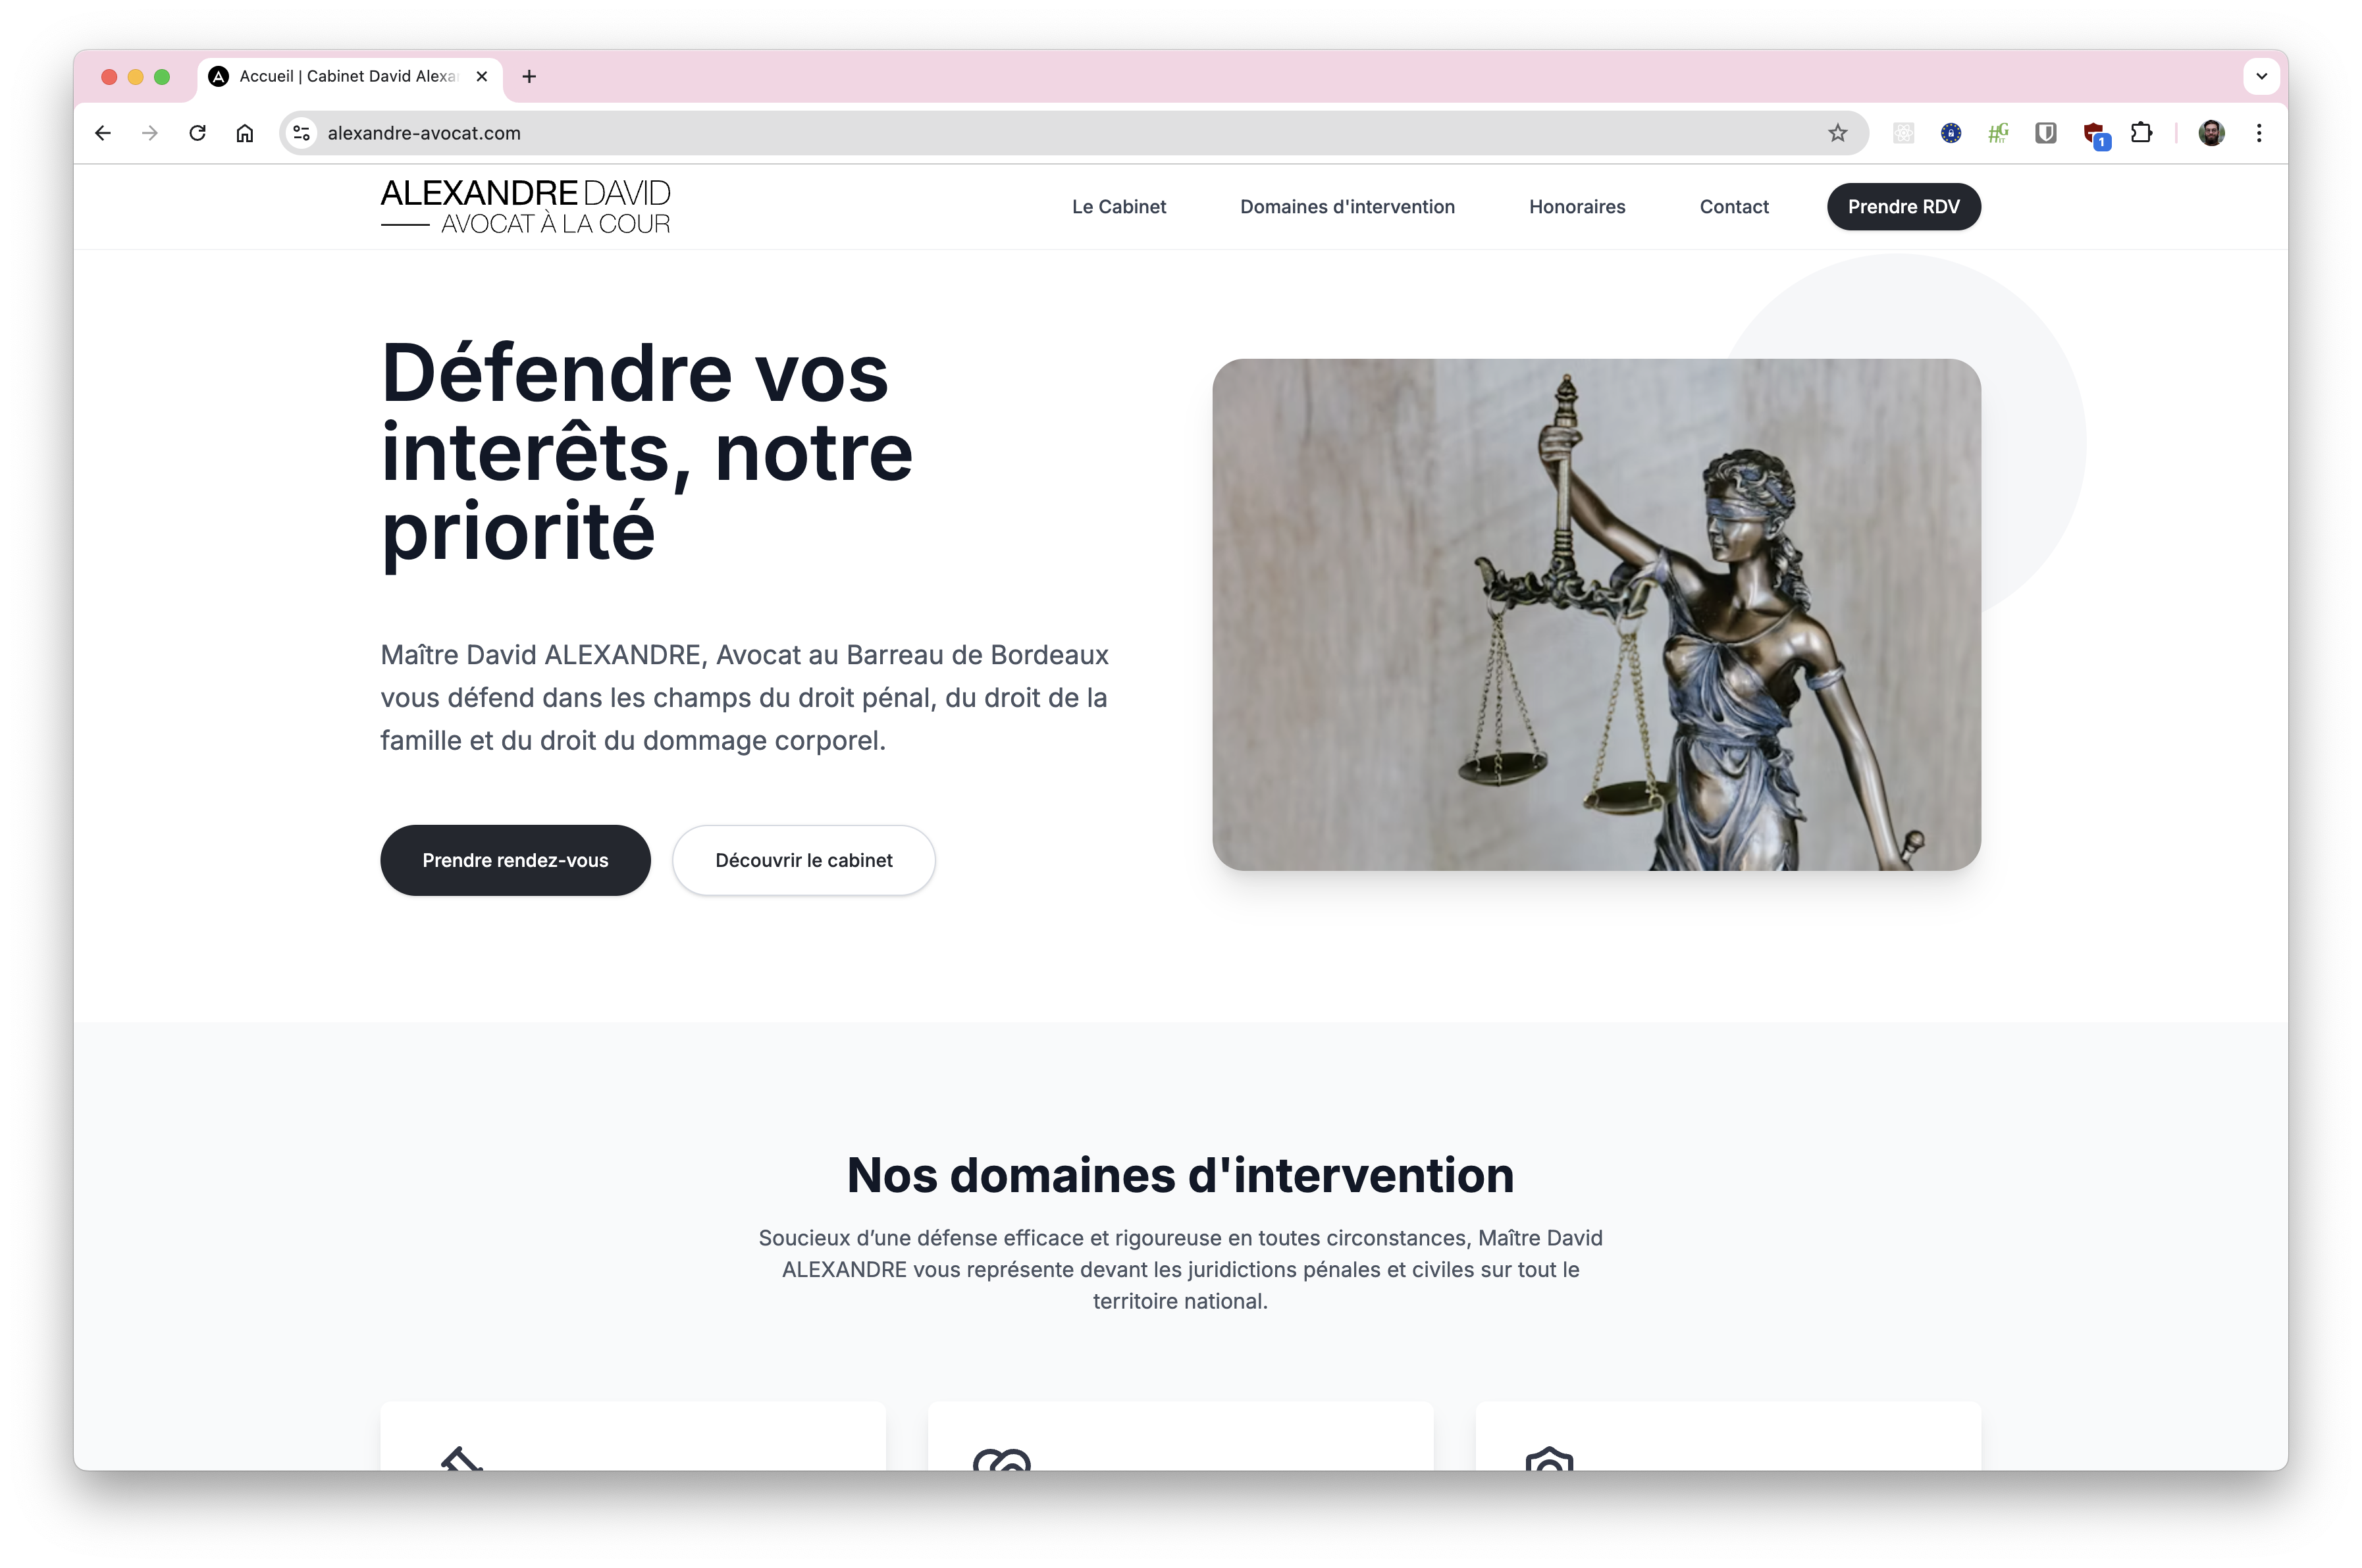 Accueil | Cabinet David Alexa
alexandre-avocat.com
1
ALEXANDRE DAVID
AVOCAT À LA COUR
Le Cabinet
Domaines d'intervention
Honoraires
Contact
Prendre RDV
Défendre vos
interêts, notre
priorité
Maître David ALEXANDRE, Avocat au Barreau de Bordeaux
vous défend dans les champs du droit pénal, du droit de la
famille et du droit du dommage corporel.
Prendre rendez-vous
Découvrir le cabinet
Nos domaines d'intervention
Soucieux d’une défense efficace et rigoureuse en toutes circonstances, Maître David
ALEXANDRE vous représente devant les juridictions pénales et civiles sur tout le
territoire national.